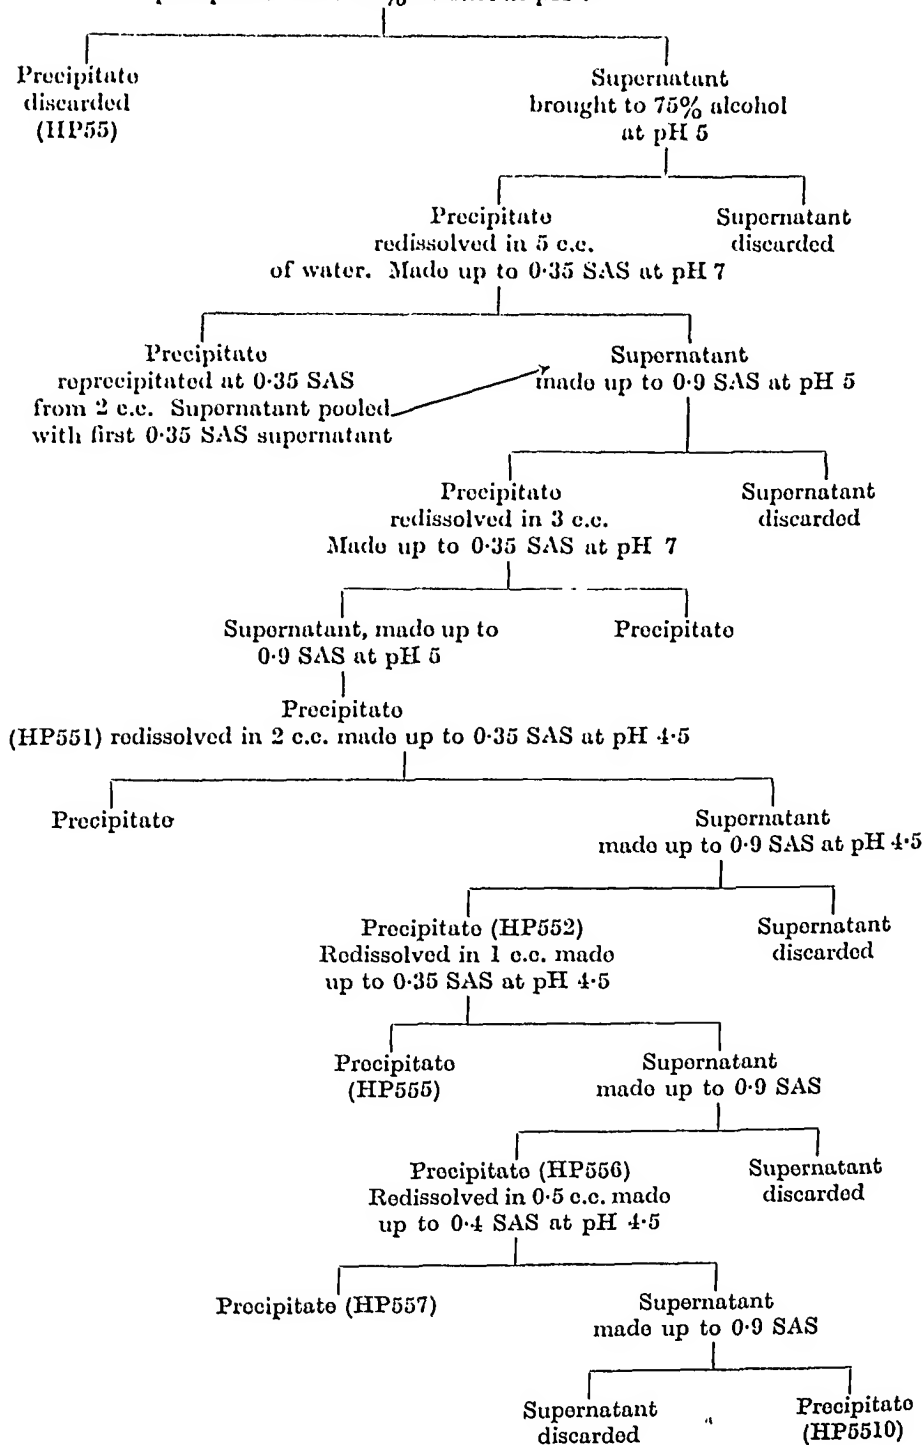 Precipitate
discarded
(HP55)
Supernatant
brought to 75% alcohol
at pH 5
Precipitate
redissolved in 5 c.c.
of water. Made up to 0·35 SAS at pH 7
Supernatant
discarded
Precipitate
reprecipitated at 0·35 SAS
from 2 c.c. Supernatant pooled
with first 0·35 SAS supernatant
Supernatant
made up to 0·9 SAS at pH 5
Precipitate
redissolved in 3 c.c.
Made up to 0·35 SAS at pH 7
Supernatant
discarded
Supernatant, made up to
0·9 SAS at pH 5
Precipitate
Precipitate
(HP551) redissolved in 2 c.c. made up to 0·35 SAS at pH 4·5
Precipitate
Supernatant
made up to 0·9 SAS at pH 4·5
Precipitate (HP552)
Redissolved in 1 c.c. made
up to 0·35 SAS at pH 4·5
Supernatant
discarded
Precipitate
(HP555)
Supernatant
made up to 0·9 SAS
Precipitate (HP556)
Redissolved in 0·5 c.c. made
up to 0·4 SAS at pH 4·5
Supernatant
discarded
Precipitate (HP557)
Supernatant
made up to 0·9 SAS
Supernatant
discarded
Precipitate
(HP5510)